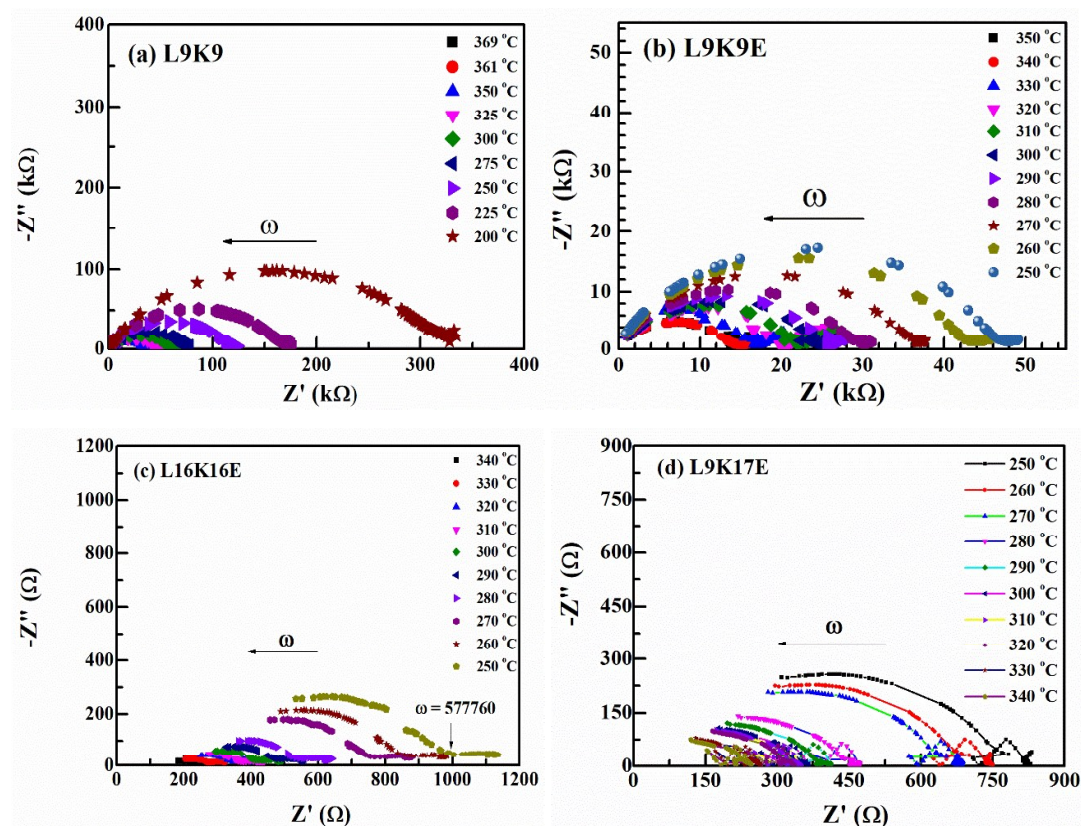 (a) L9K9
400
300
200
100
0
0
100
200
300
400
-Z" (kΩ)
Z' (kΩ)
ω
369 °C
361 °C
350 °C
325 °C
300 °C
275 °C
250 °C
225 °C
200 °C
(b) L9K9E
50
40
30
20
10
0
0
10
20
30
40
50
-Z" (kΩ)
Z' (kΩ)
ω
350 °C
340 °C
330 °C
320 °C
310 °C
300 °C
290 °C
280 °C
270 °C
260 °C
250 °C
(c) L16K16E
1200
1000
800
600
400
200
0
0
200
400
600
800
1000
1200
-Z" (Ω)
Z' (Ω)
ω
ω = 577760
340 °C
330 °C
320 °C
310 °C
300 °C
290 °C
280 °C
270 °C
260 °C
250 °C
(d) L9K17E
900
750
600
450
300
150
0
0
150
300
450
600
750
900
-Z" (Ω)
Z' (Ω)
ω
250 °C
260 °C
270 °C
280 °C
290 °C
300 °C
310 °C
320 °C
330 °C
340 °C